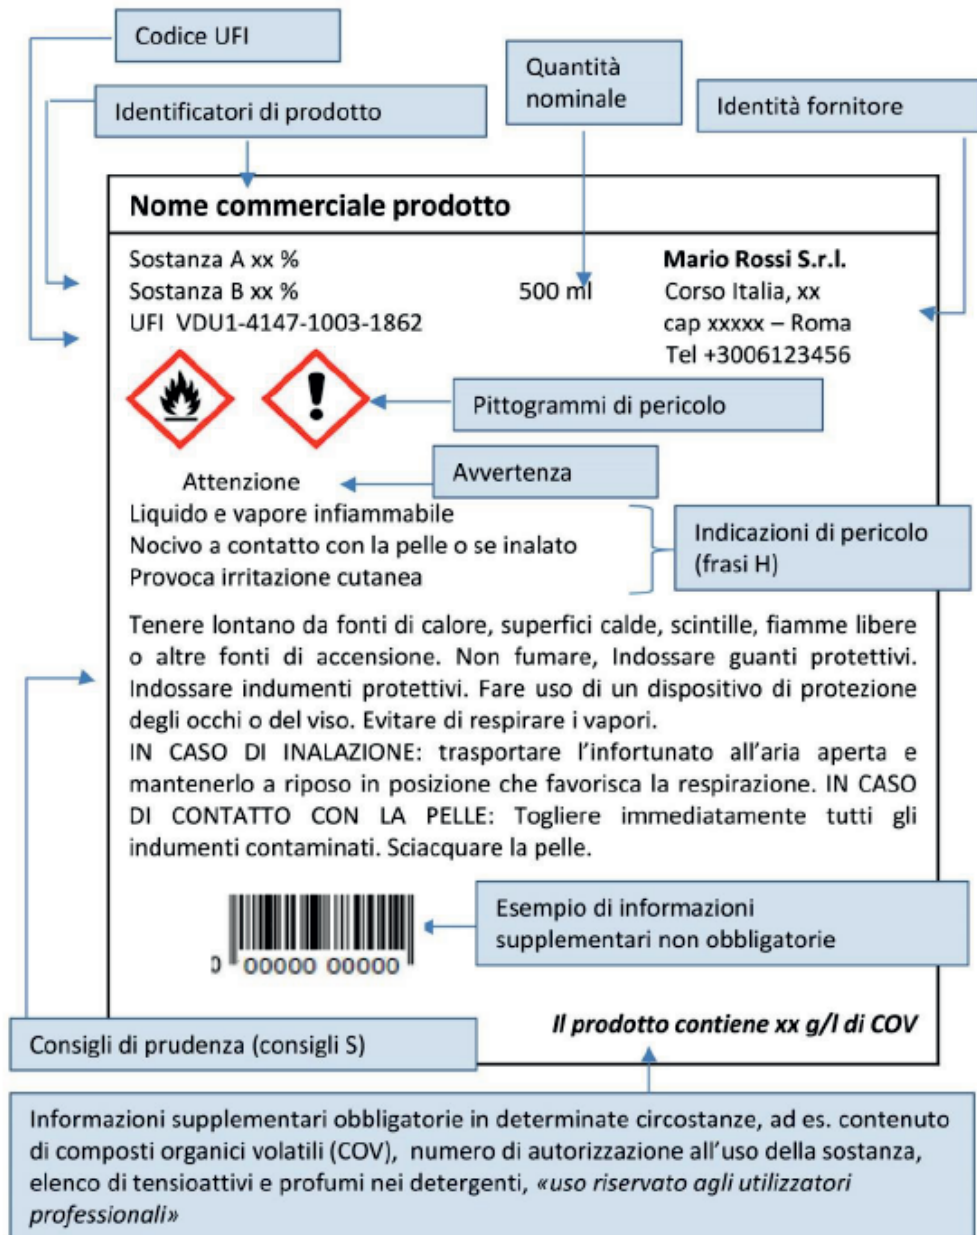 Codice UFI
Quantità
nominale
Identificatori di prodotto
Identità fornitore
Nome commerciale prodotto
Sostanza A xx %
Sostanza B xx %
UFI VDU1-4147-1003-1862
500 ml
Mario Rossi S.r.l.
Corso Italia, xx
cap xxxxx – Roma
Tel +3006123456
Pittogrammi di pericolo
Avvertenza
Attenzione
Liquido e vapore infiammabile
Nocivo a contatto con la pelle o se inalato
Provoca irritazione cutanea
Indicazioni di pericolo
(frasi H)
Tenere lontano da fonti di calore, superfici calde, scintille, fiamme libere
o altre fonti di accensione. Non fumare, Indossare guanti protettivi.
Indossare indumenti protettivi. Fare uso di un dispositivo di protezione
degli occhi o del viso. Evitare di respirare i vapori.
IN CASO DI INALAZIONE: trasportare l’infortunato all’aria aperta e
mantenerlo a riposo in posizione che favorisca la respirazione. IN CASO
DI CONTATTO CON LA PELLE: Togliere immediatamente tutti gli
indumenti contaminati. Sciacquare la pelle.
Esempio di informazioni
supplementari non obbligatorie
0 00000 00000
Il prodotto contiene xx g/l di COV
Consigli di prudenza (consigli S)
Informazioni supplementari obbligatorie in determinate circostanze, ad es. contenuto
di composti organici volatili (COV), numero di autorizzazione all’uso della sostanza,
elenco di tensioattivi e profumi nei detergenti, «uso riservato agli utilizzatori
professionali»